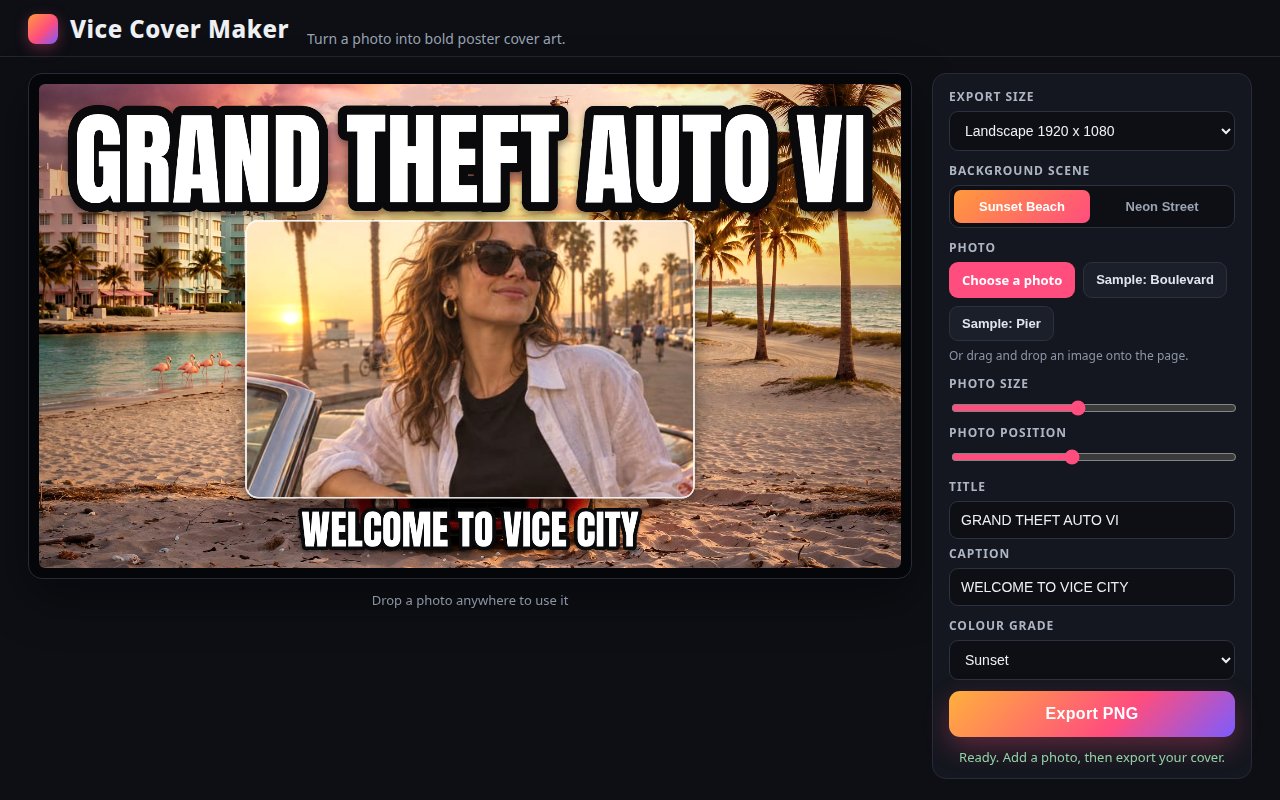 Vice Cover Maker
Turn a photo into bold poster cover art.
GRAND THEFT AUTO VI
WELCOME TO VICE CITY
Drop a photo anywhere to use it
EXPORT SIZE
Landscape 1920 x 1080
BACKGROUND SCENE
Sunset Beach
Neon Street
PHOTO
Choose a photo
Sample: Boulevard
Sample: Pier
Or drag and drop an image onto the page.
PHOTO SIZE
PHOTO POSITION
TITLE
GRAND THEFT AUTO VI
CAPTION
WELCOME TO VICE CITY
COLOUR GRADE
Sunset
Export PNG
Ready. Add a photo, then export your cover.